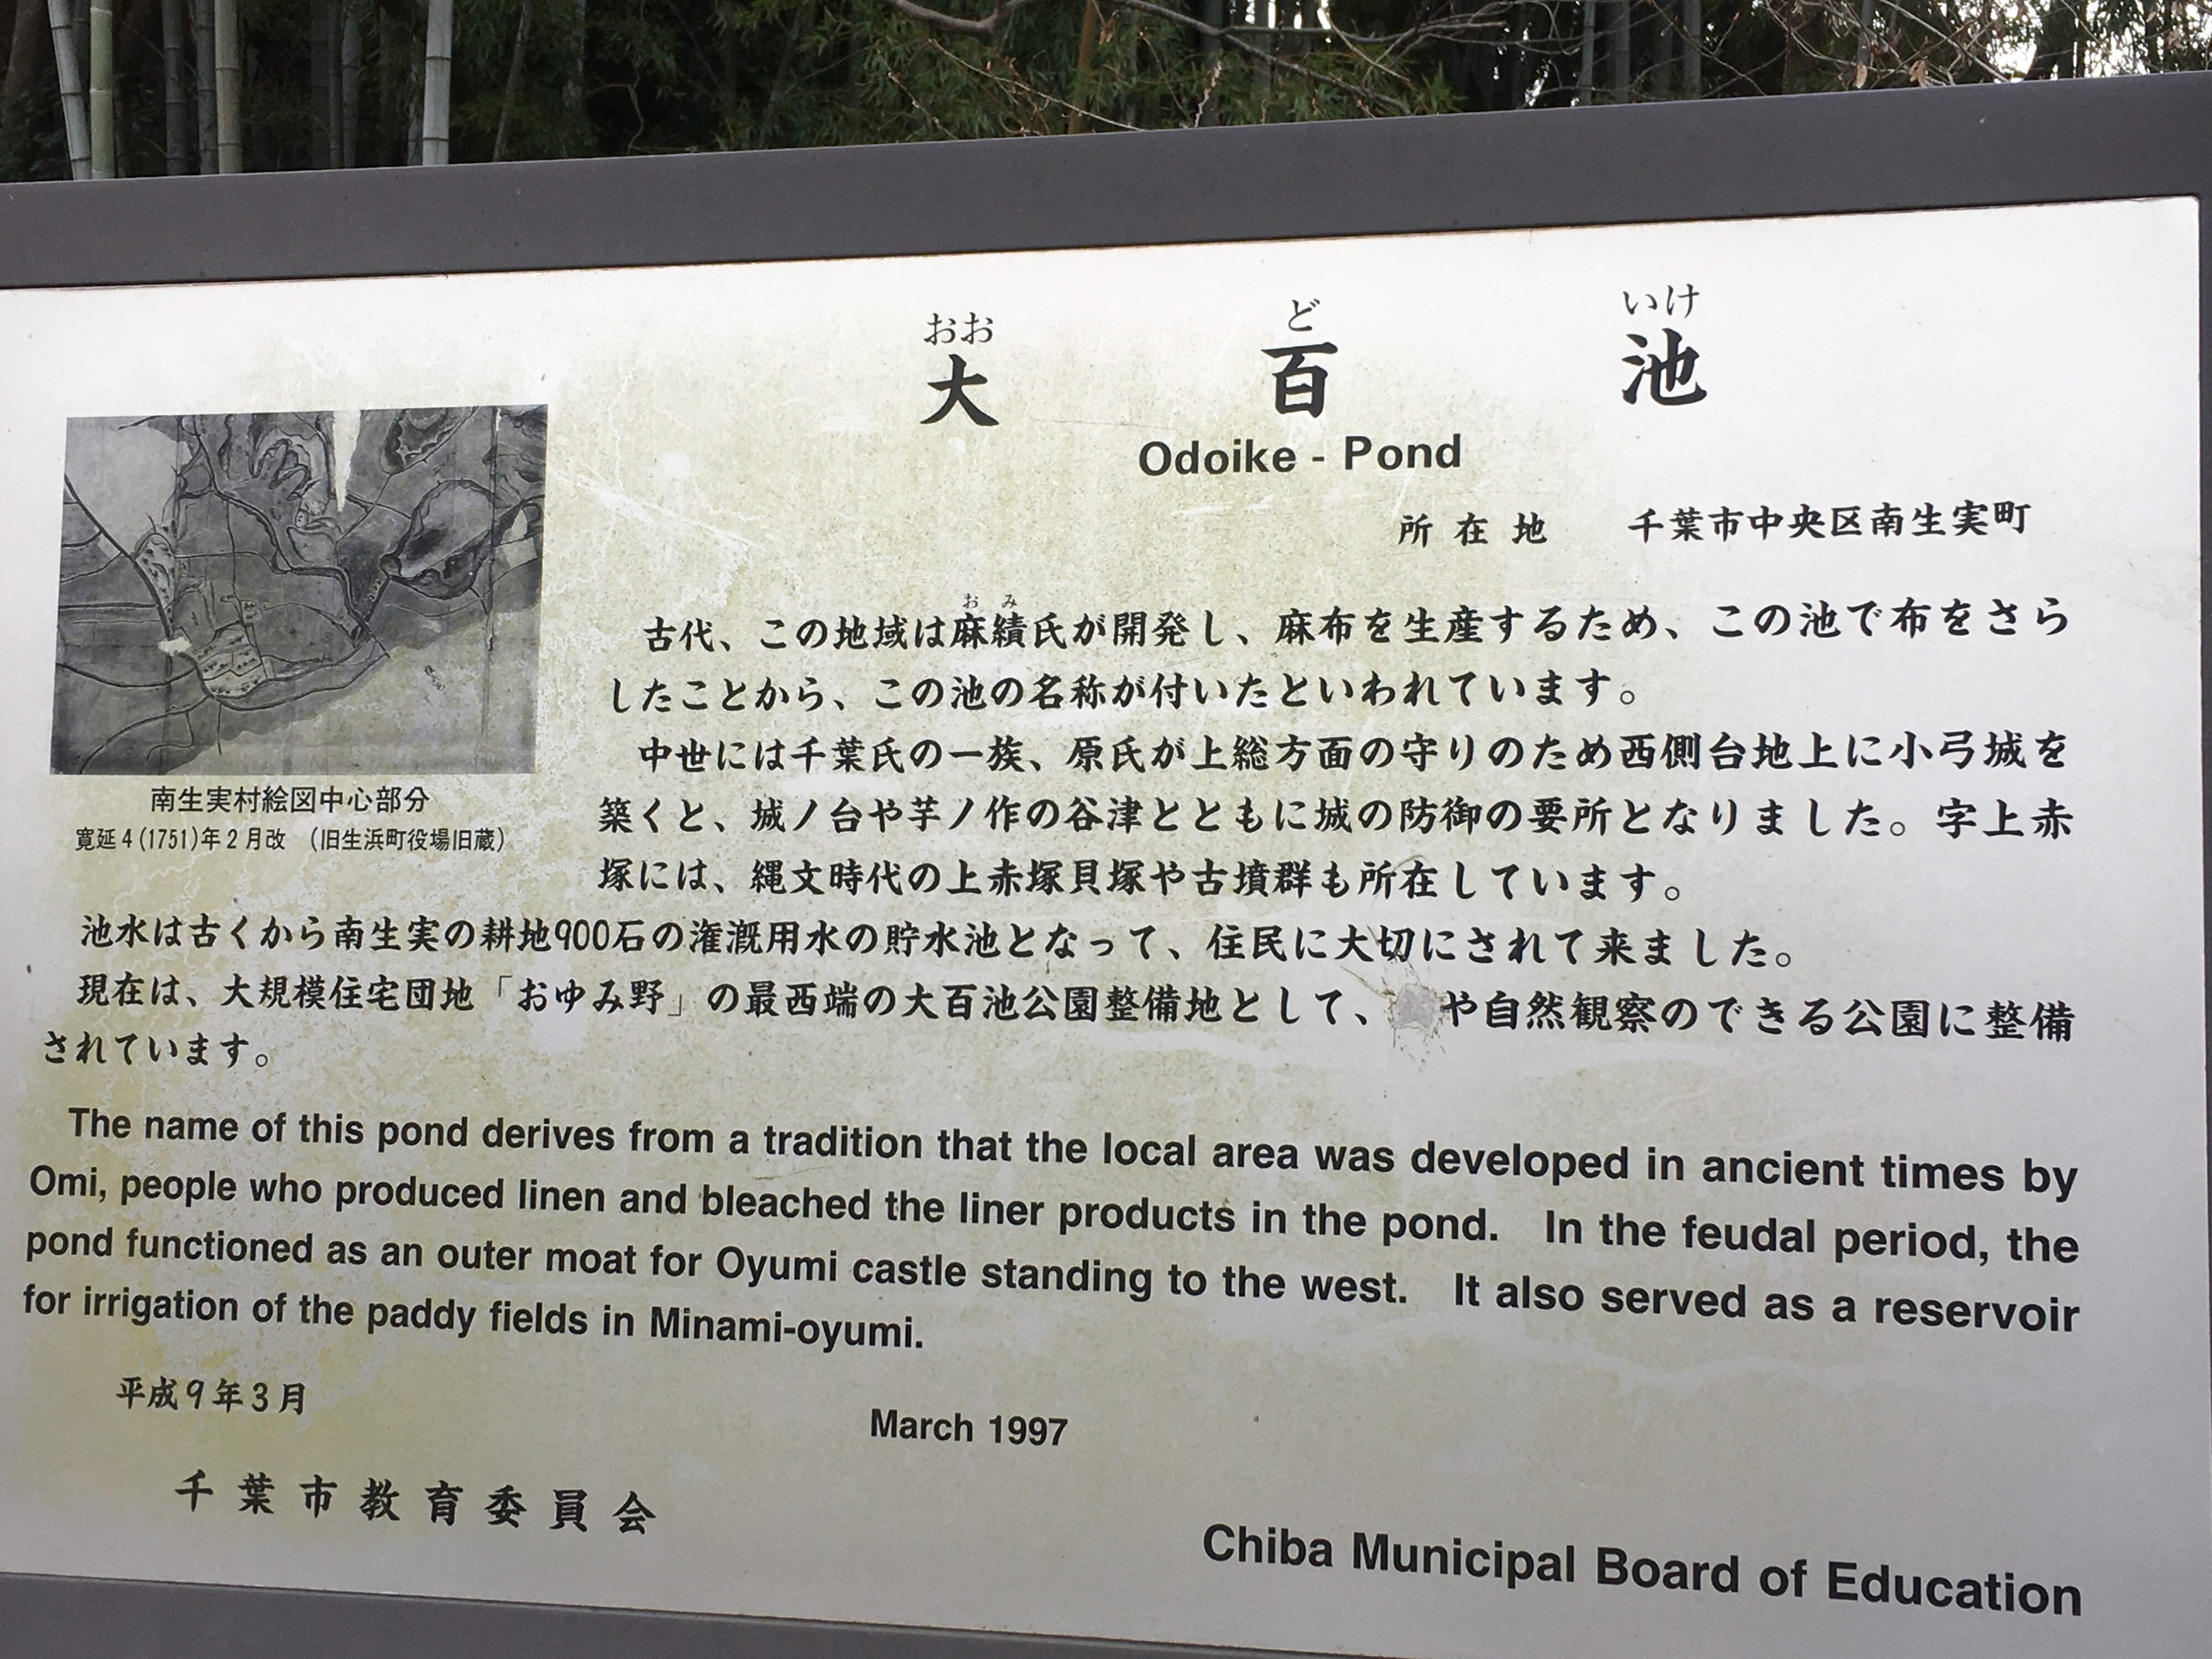 おお ど いけ
大百池
Odoike - Pond
所在地 千葉市中央区南生実町
おみ
古代、この地域は麻績氏が開発し、麻布を生産するため、この池で布をさら
したことから、この池の名称が付いたといわれています。
中世には千葉氏の一族、原氏が上総方面の守りのため西側台地上に小弓城を
築くと、城ノ台や芋ノ作の谷津とともに城の防御の要所となりました。字上赤
塚には、縄文時代の上赤塚貝塚や古墳群も所在しています。
南生実村絵図中心部分
寛延4(1751)年2月改 (旧生浜町役場旧蔵)
池水は古くから南生実の耕地900石の潅漑用水の貯水池となって、住民に大切にされて来ました。
現在は、大規模住宅団地「おゆみ野」の最西端の大百池公園整備地として、や自然観察のできる公園に整備
されています。
The name of this pond derives from a tradition that the local area was developed in ancient times by
Omi, people who produced linen and bleached the liner products in the pond. In the feudal period, the
pond functioned as an outer moat for Oyumi castle standing to the west. It also served as a reservoir
for irrigation of the paddy fields in Minami-oyumi.
平成9年3月
March 1997
千葉市教育委員会
Chiba Municipal Board of Education